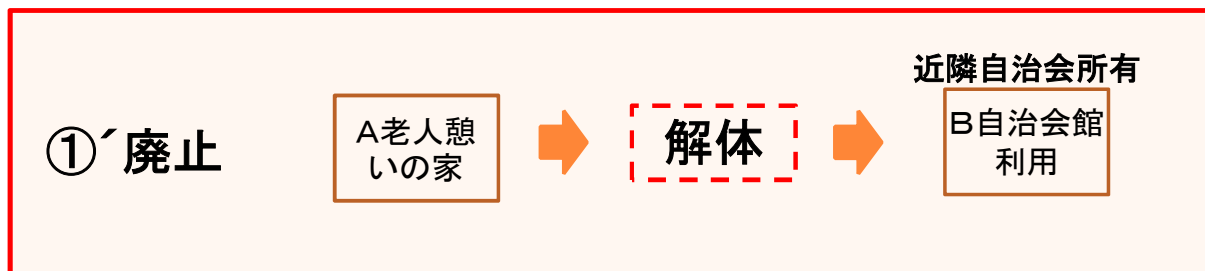 ①´廃止
A老人憩
いの家
解体
近隣自治会所有
B自治会館
利用